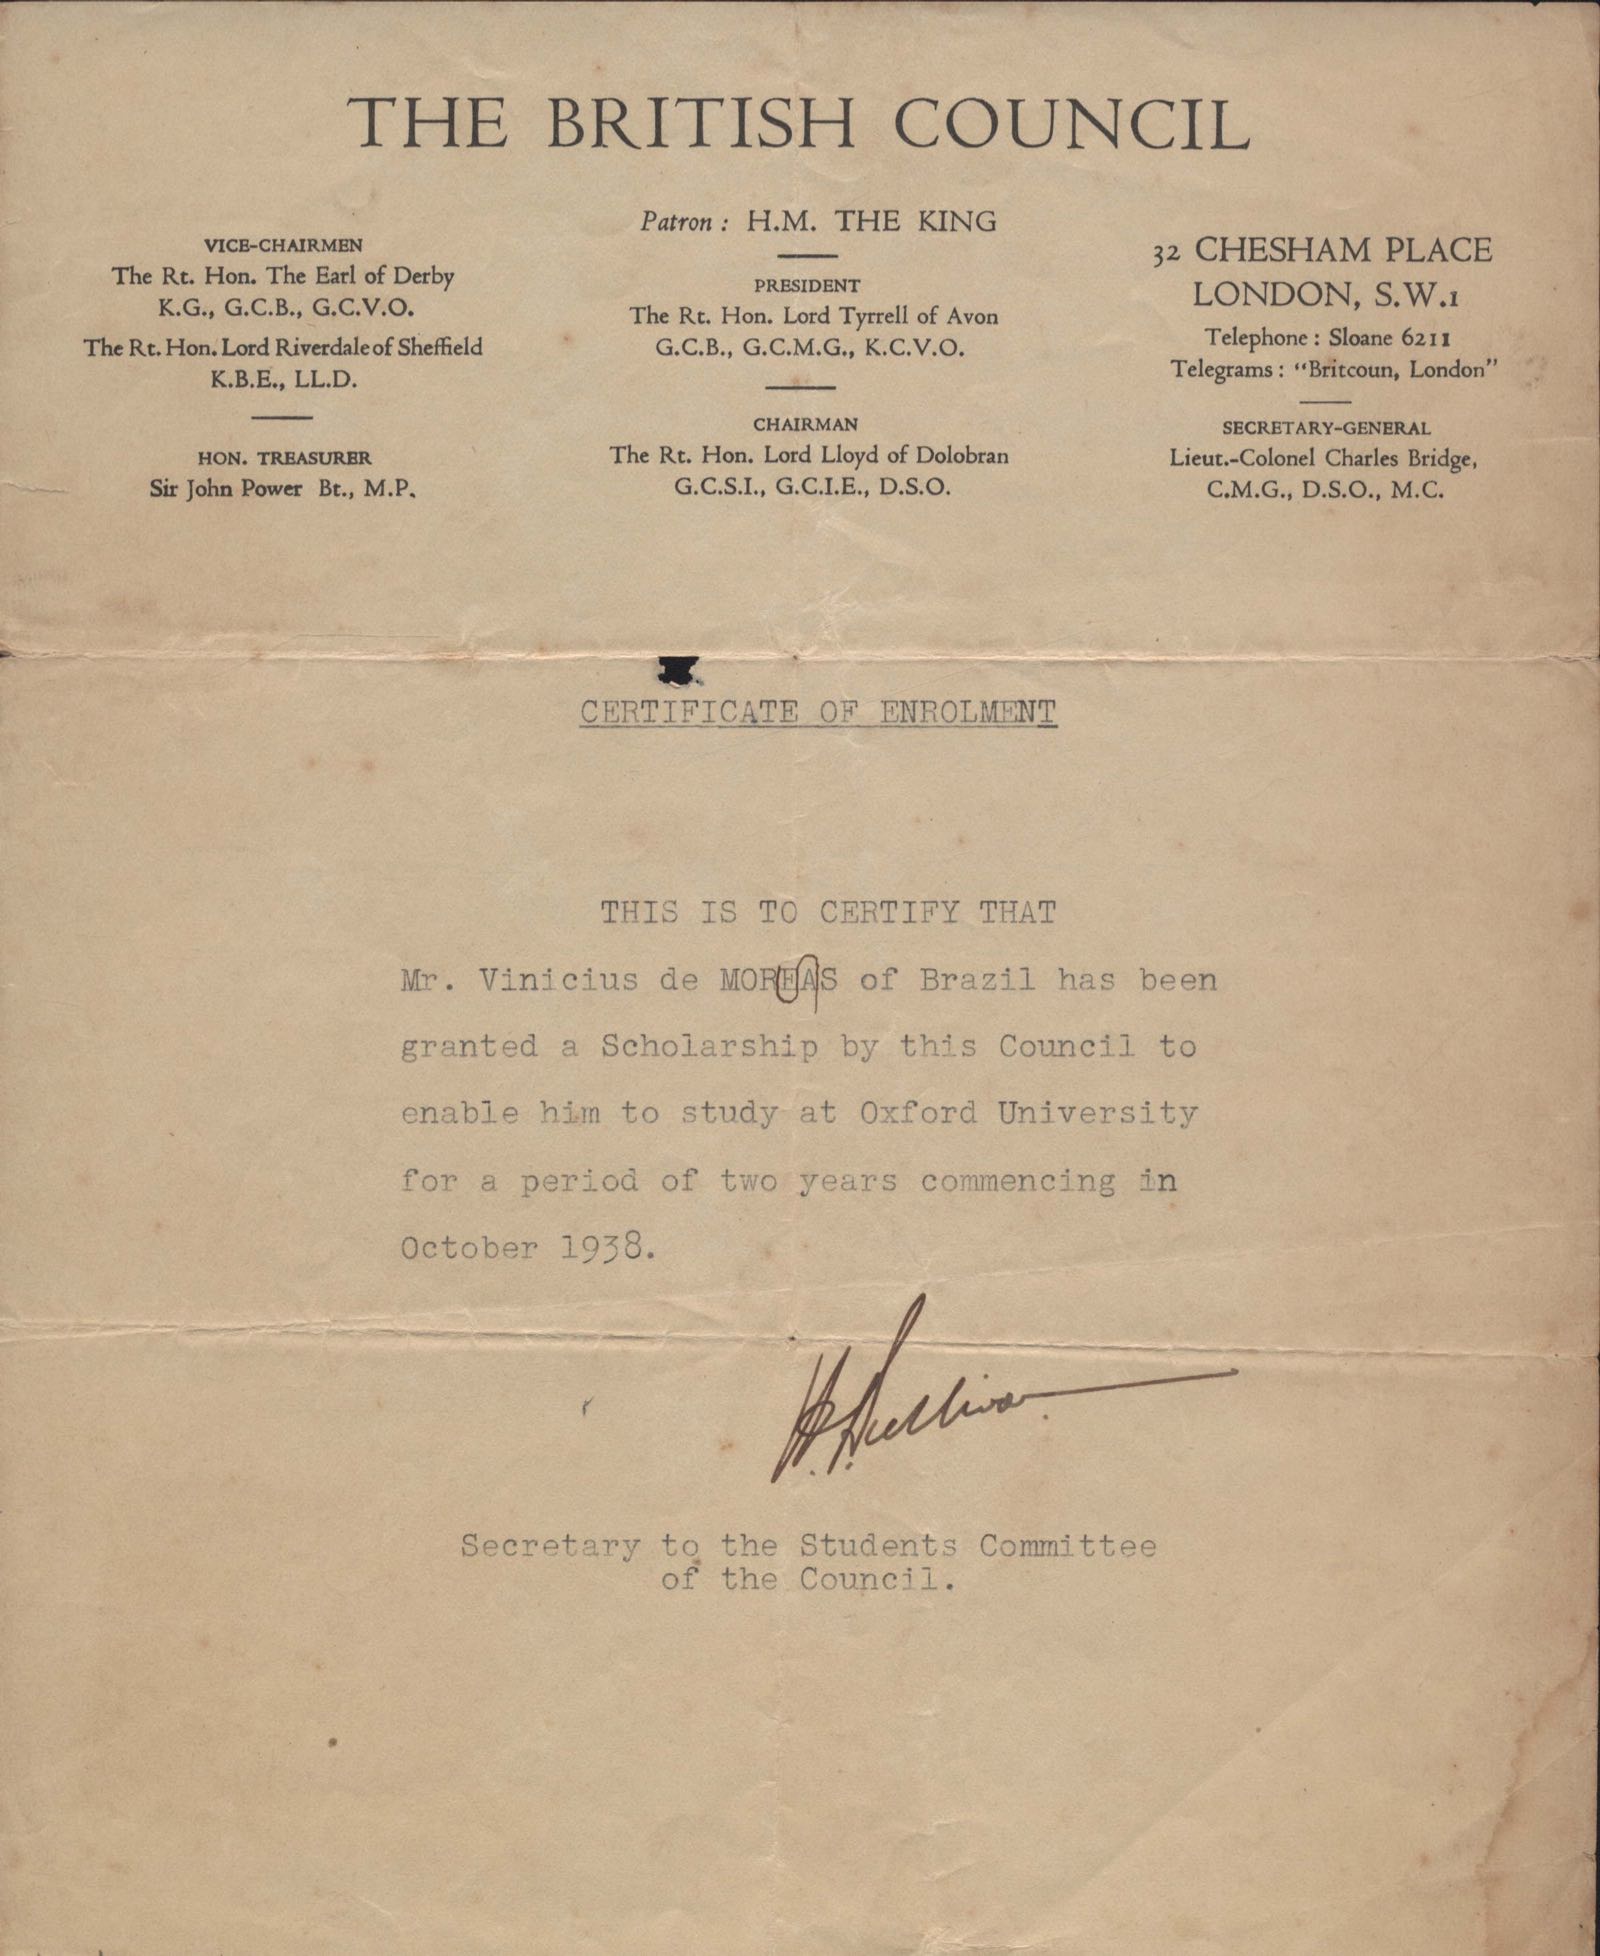 THE BRITISH COUNCIL
VICE-CHAIRMEN
The Rt. Hon. The Earl of Derby
K.G., G.C.B., G.C.V.O.
The Rt. Hon. Lord Riverdale of Sheffield
K.B.E., LL.D.
HON. TREASURER
Sir John Power Bt., M.P.
Patron : H.M. THE KING
PRESIDENT
The Rt. Hon. Lord Tyrrell of Avon
G.C.B., G.C.M.G., K.C.V.O.
CHAIRMAN
The Rt. Hon. Lord Lloyd of Dolobran
G.C.S.I., G.C.I.E., D.S.O.
32 CHESHAM PLACE
LONDON, S.W.1
Telephone : Sloane 6211
Telegrams : “Britcoun, London”
SECRETARY-GENERAL
Lieut.-Colonel Charles Bridge,
C.M.G., D.S.O., M.C.
CERTIFICATE OF ENROLMENT
THIS IS TO CERTIFY THAT
Mr. Vinicius de MOREAS of Brazil has been
granted a Scholarship by this Council to
enable him to study at Oxford University
for a period of two years commencing in
October 1938.
Sullivan
Secretary to the Students Committee
of the Council.